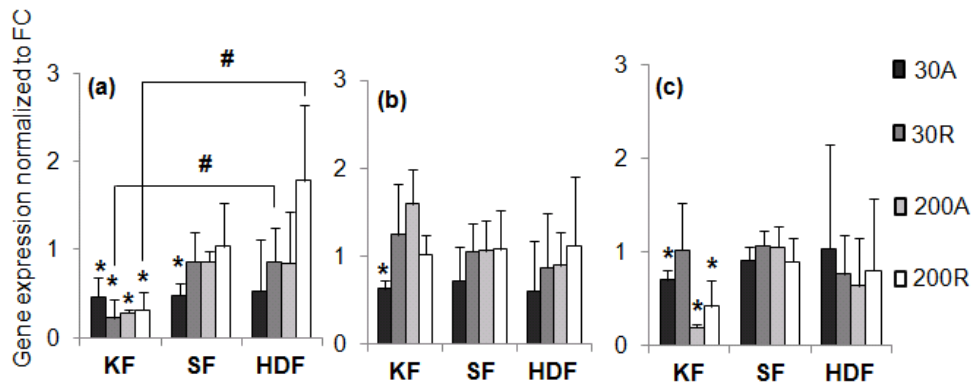 Gene expression normalized to FC
3
2
1
0
(a)
#
#
*
*
*
*
*
KF
SF
HDF
3
2
1
0
(b)
*
KF
SF
HDF
3
2
1
0
(c)
*
*
*
KF
SF
HDF
30A
30R
200A
200R